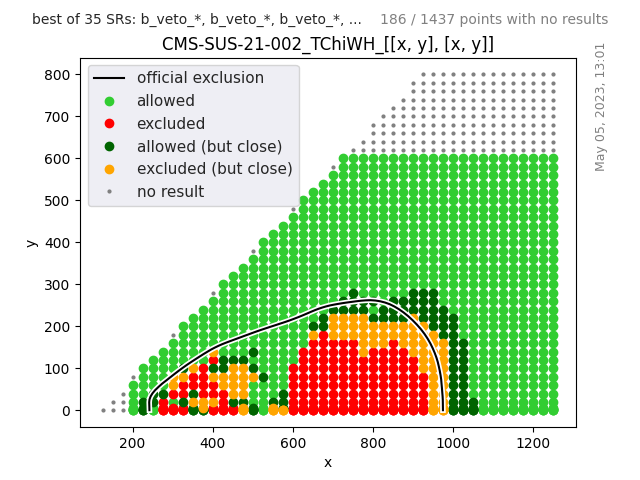 best of 35 SRs: b_veto_*, b_veto_*, b_veto_*, ... 186 / 1437 points with no results
CMS-SUS-21-002_TChiWH_[[x, y], [x, y]]
official exclusion
allowed
excluded
allowed (but close)
excluded (but close)
no result
800
700
600
500
400
300
200
100
0
y
200 400 600 800 1000 1200
x
May 05, 2023, 13:01